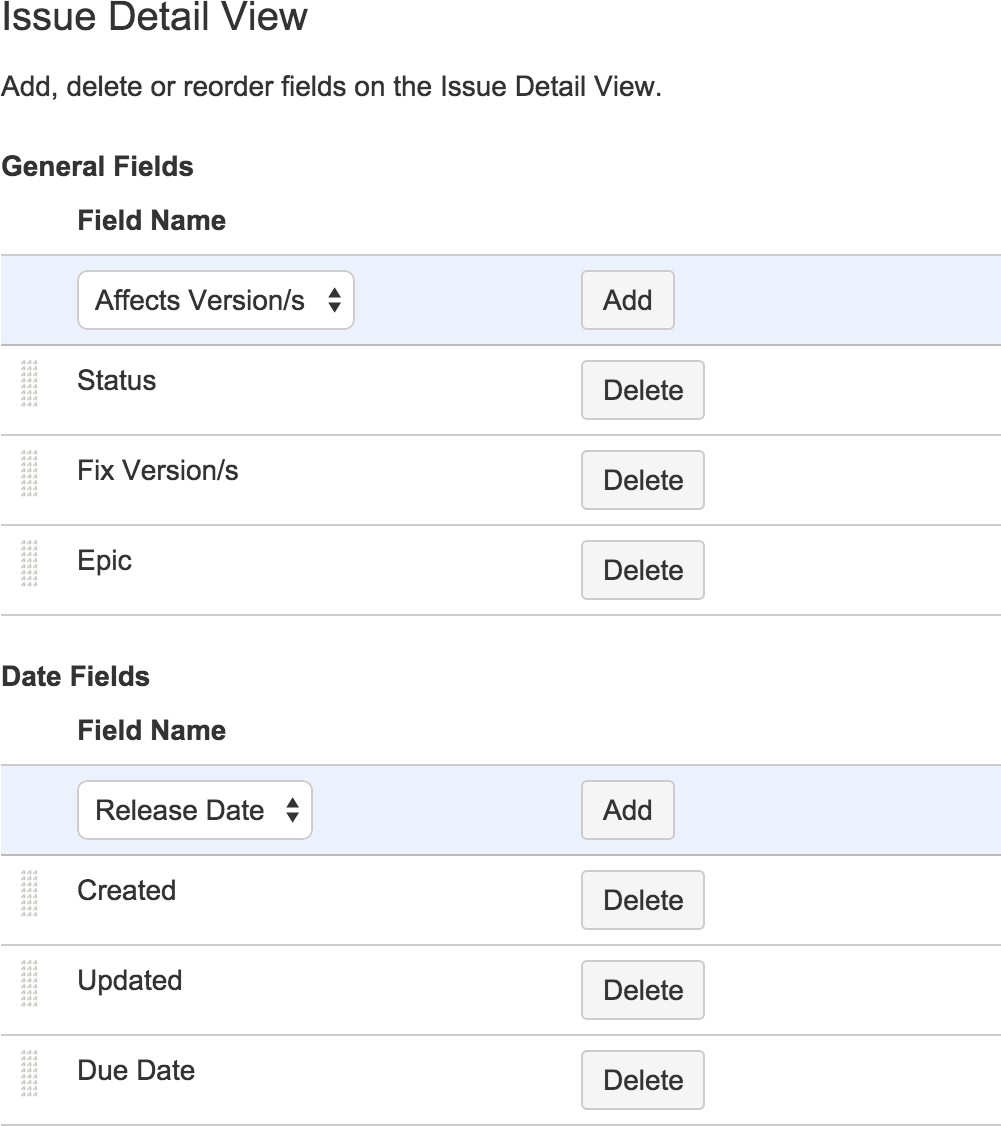 Issue Detail View
Add, delete or reorder fields on the Issue Detail View.
General Fields
Field Name
Affects Version/s Add
Status Delete
Fix Version/s Delete
Epic Delete
Date Fields
Field Name
Release Date Add
Created Delete
Updated Delete
Due Date Delete